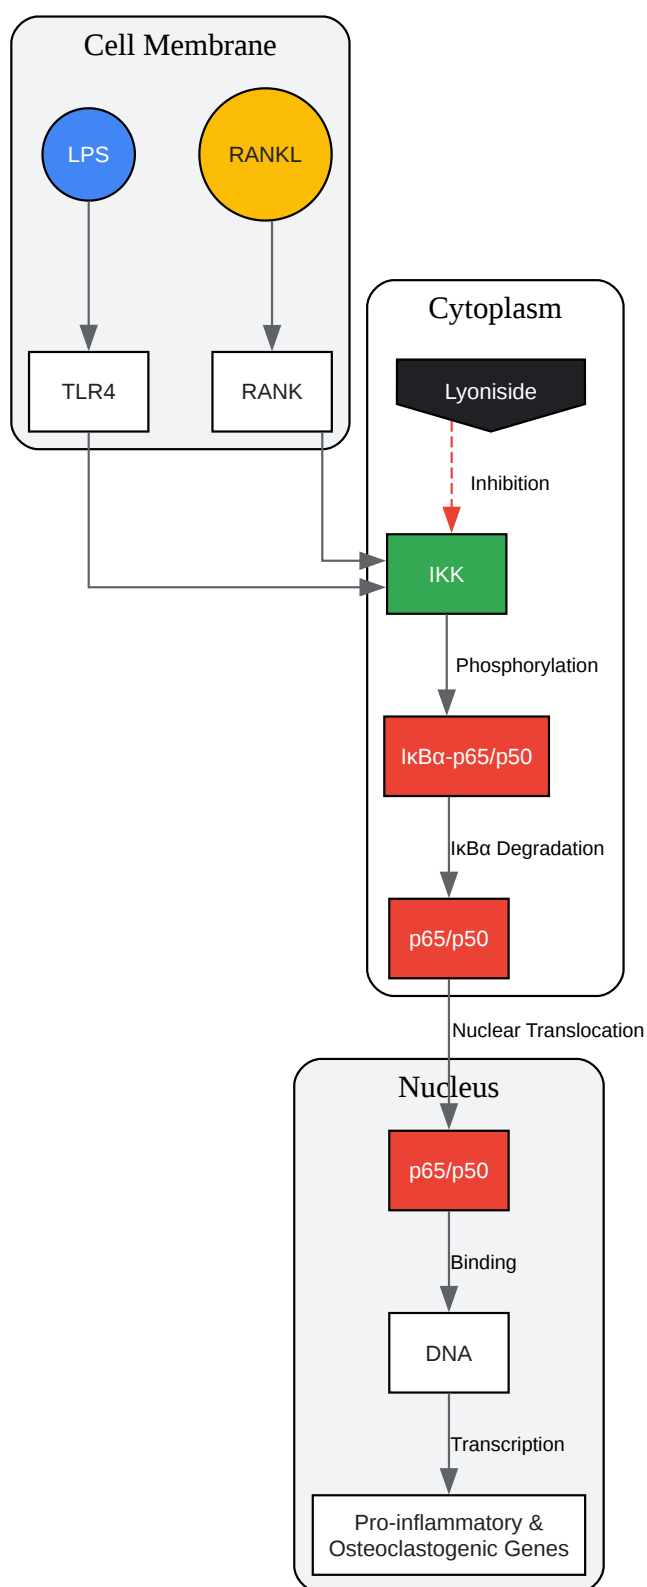 Cell Membrane
LPS
RANKL
TLR4
RANK
Cytoplasm
Lyoniside
Inhibition
IKK
Phosphorylation
IκBα-p65/p50
IκBα Degradation
p65/p50
Nuclear Translocation
Nucleus
p65/p50
Binding
DNA
Transcription
Pro-inflammatory &
Osteoclastogenic Genes